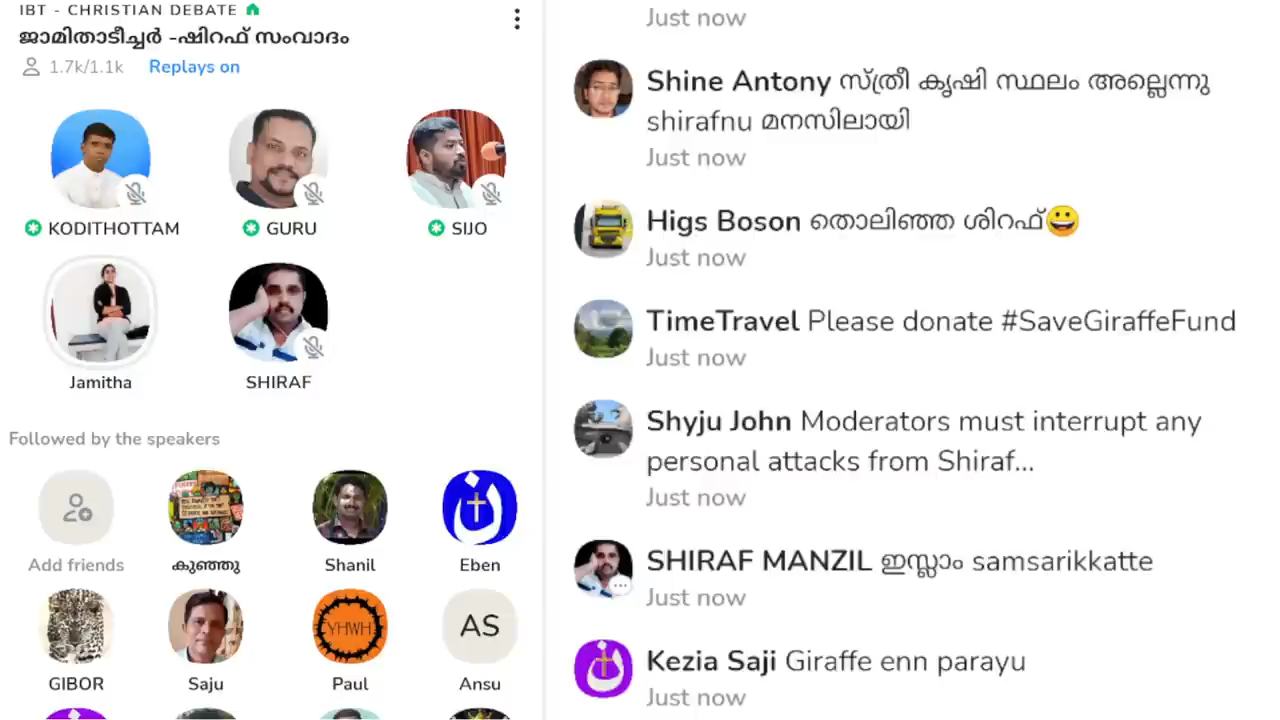 IBT - CHRISTIAN DEBATE
ജാമിതാടീച്ചർ -ഷിറഫ് സംവാദം
1.7k/1.1k Replays on
KODITHOTTAM GURU SIJO
Jamitha SHIRAF
Followed by the speakers
Add friends കുഞ്ഞു Shanil Eben
YHWH AS
GIBOR Saju Paul Ansu
Just now
Shine Antony സ്ത്രീ കൃഷി സ്ഥലം അല്ലെന്നു
shirafnu മനസിലായി
Just now
Higs Boson തൊലിഞ്ഞ ശിറഫ്😀
Just now
TimeTravel Please donate #SaveGiraffeFund
Just now
Shyju John Moderators must interrupt any
personal attacks from Shiraf...
Just now
SHIRAF MANZIL ഇസ്ലാം samsarikkatte
Just now
Kezia Saji Giraffe enn parayu
Just now